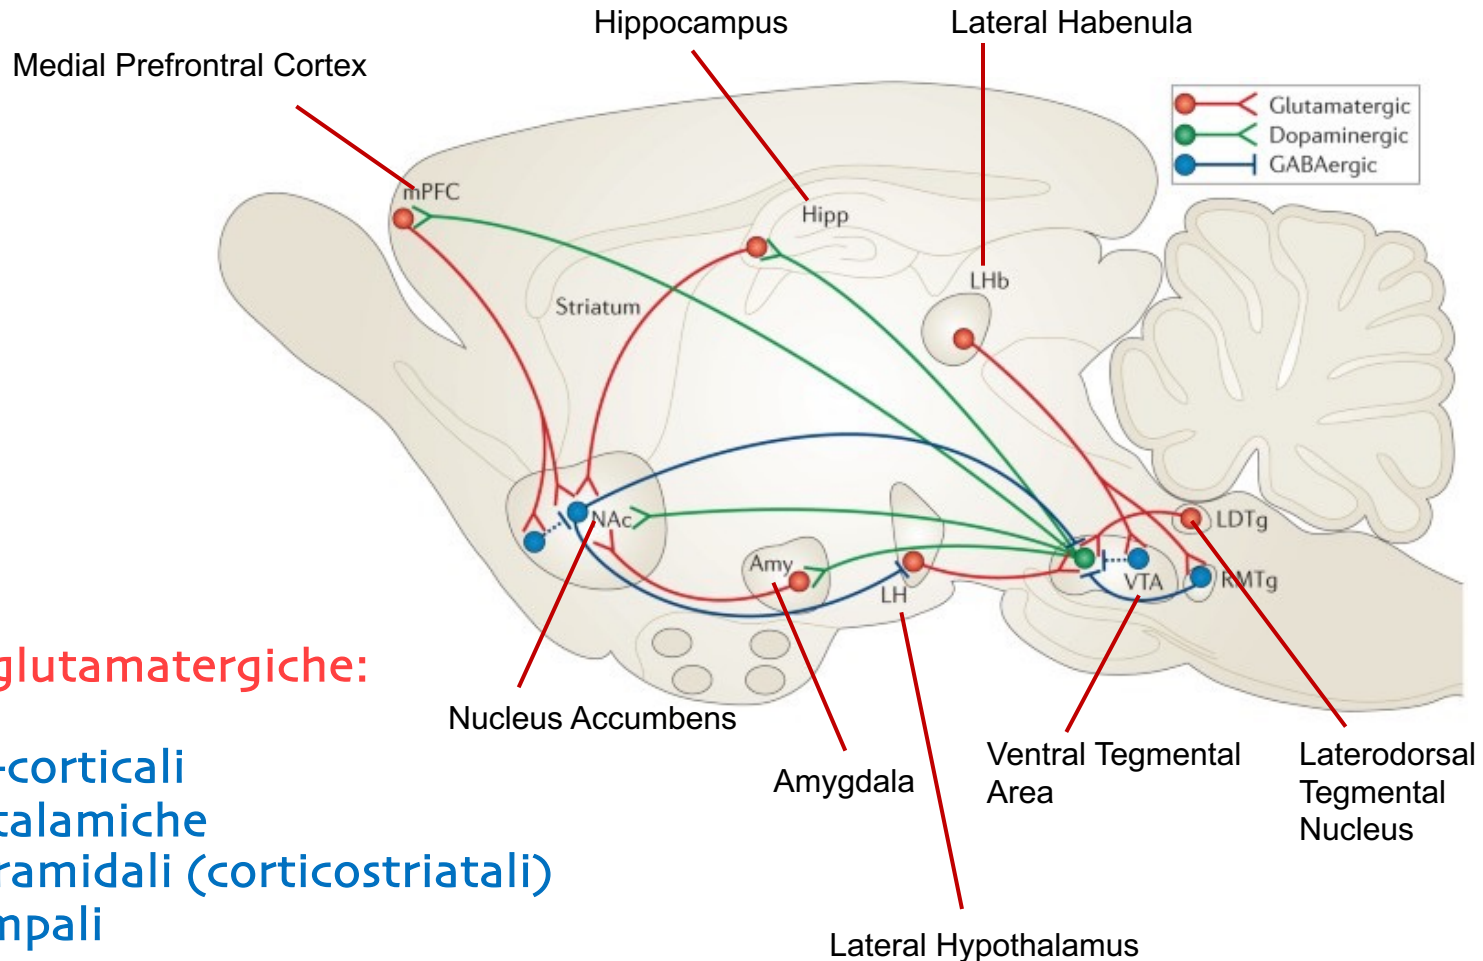 Hippocampus
Lateral Habenula
Medial Prefrontal Cortex
Glutamatergic
Dopaminergic
GABAergic
mPFC
Hipp
LHb
Striatum
NAc
LDTg
Amy
VTA
RMTg
LH
glutamatergiche:
-corticali
talamiche
ramidali (corticostriatali)
mpali
Nucleus Accumbens
Amygdala
Ventral Tegmental
Area
Laterodorsal
Tegmental
Nucleus
Lateral Hypothalamus